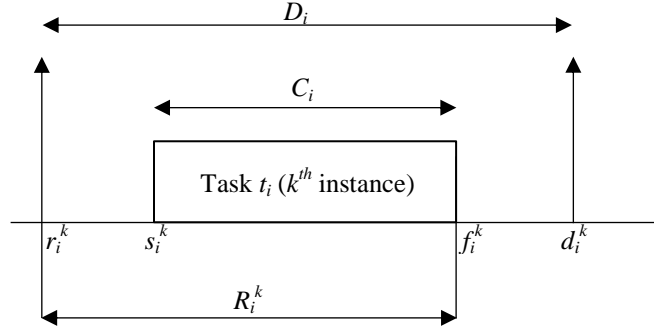 D_i
C_i
Task t_i (k^th instance)
r_i^k s_i^k f_i^k d_i^k
R_i^k